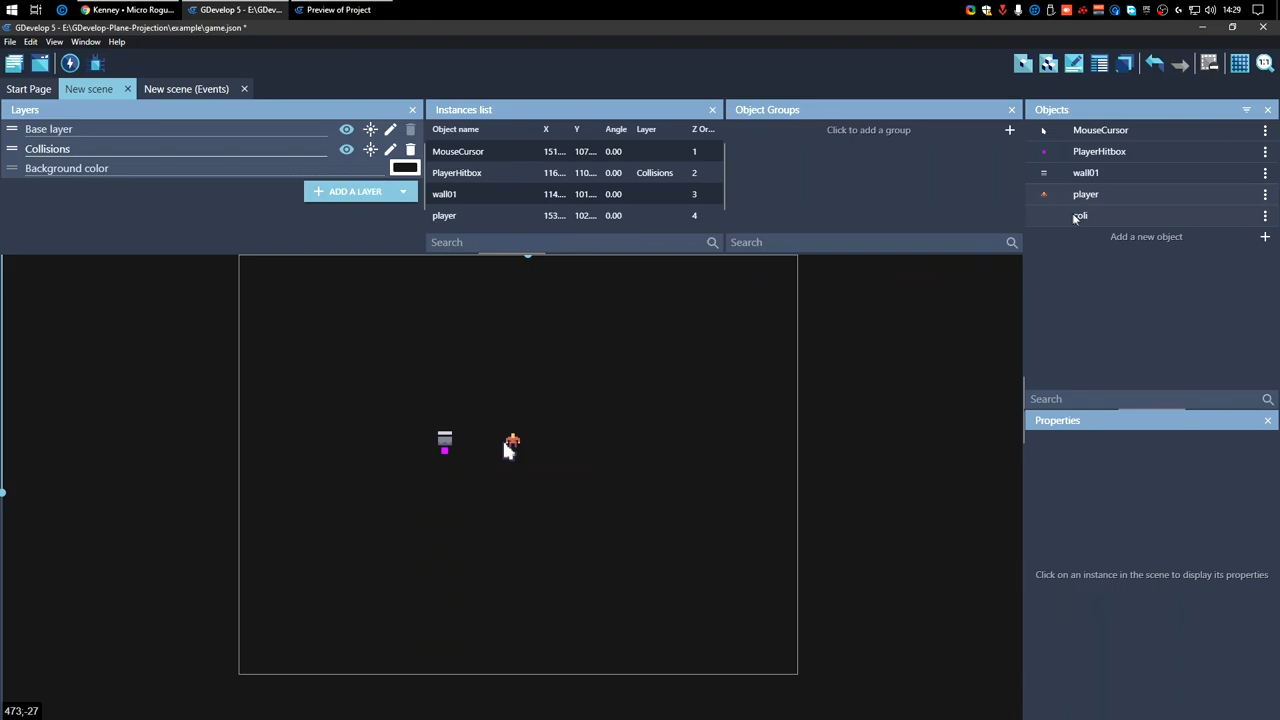 Kenney • Micro Rogu...
GDevelop 5 - E:\GDev...
Preview of Project
14:29
GDevelop 5 - E:\GDevelop-Plane-Projection\example\game.json *
File Edit View Window Help
Start Page
New scene
New scene (Events)
Layers
Base layer
Collisions
Background color
ADD A LAYER
Instances list
Object name X Y Angle Layer Z Or...
MouseCursor 151.... 107.... 0.00 1
PlayerHitbox 116.... 110.... 0.00 Collisions 2
wall01 114.... 101.... 0.00 3
player 153.... 102.... 0.00 4
Search
Object Groups
Click to add a group
Search
Objects
MouseCursor
PlayerHitbox
wall01
player
coli
Add a new object
Search
Properties
Click on an instance in the scene to display its properties
473,-27